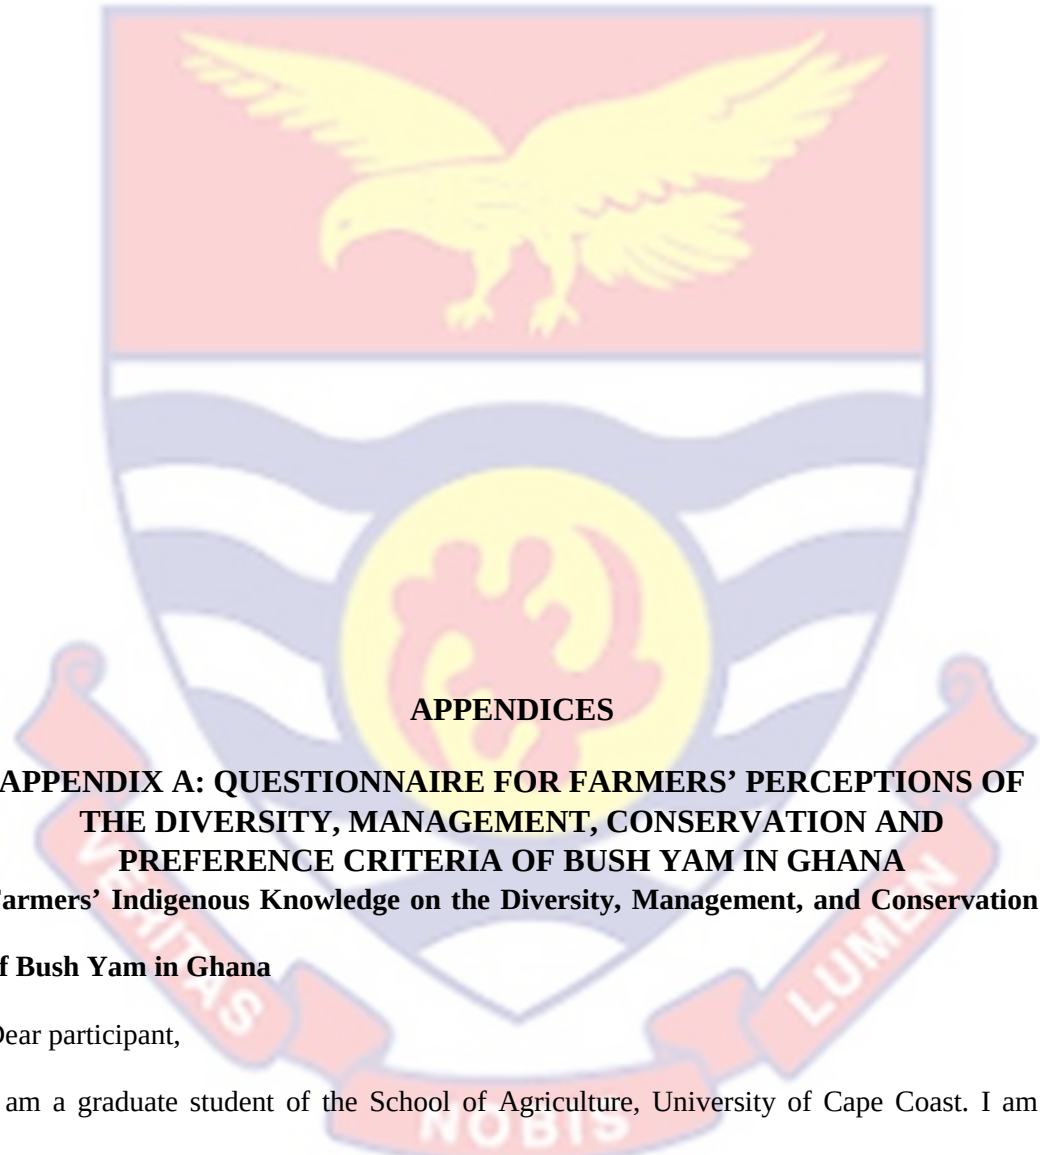 APPENDICES
APPENDIX A: QUESTIONNAIRE FOR FARMERS’ PERCEPTIONS OF
THE DIVERSITY, MANAGEMENT, CONSERVATION AND
PREFERENCE CRITERIA OF BUSH YAM IN GHANA
Farmers’ Indigenous Knowledge on the Diversity, Management, and Conservation
of Bush Yam in Ghana
Dear participant,
I am a graduate student of the School of Agriculture, University of Cape Coast. I am
VERITAS
NOBIS
LUMEN